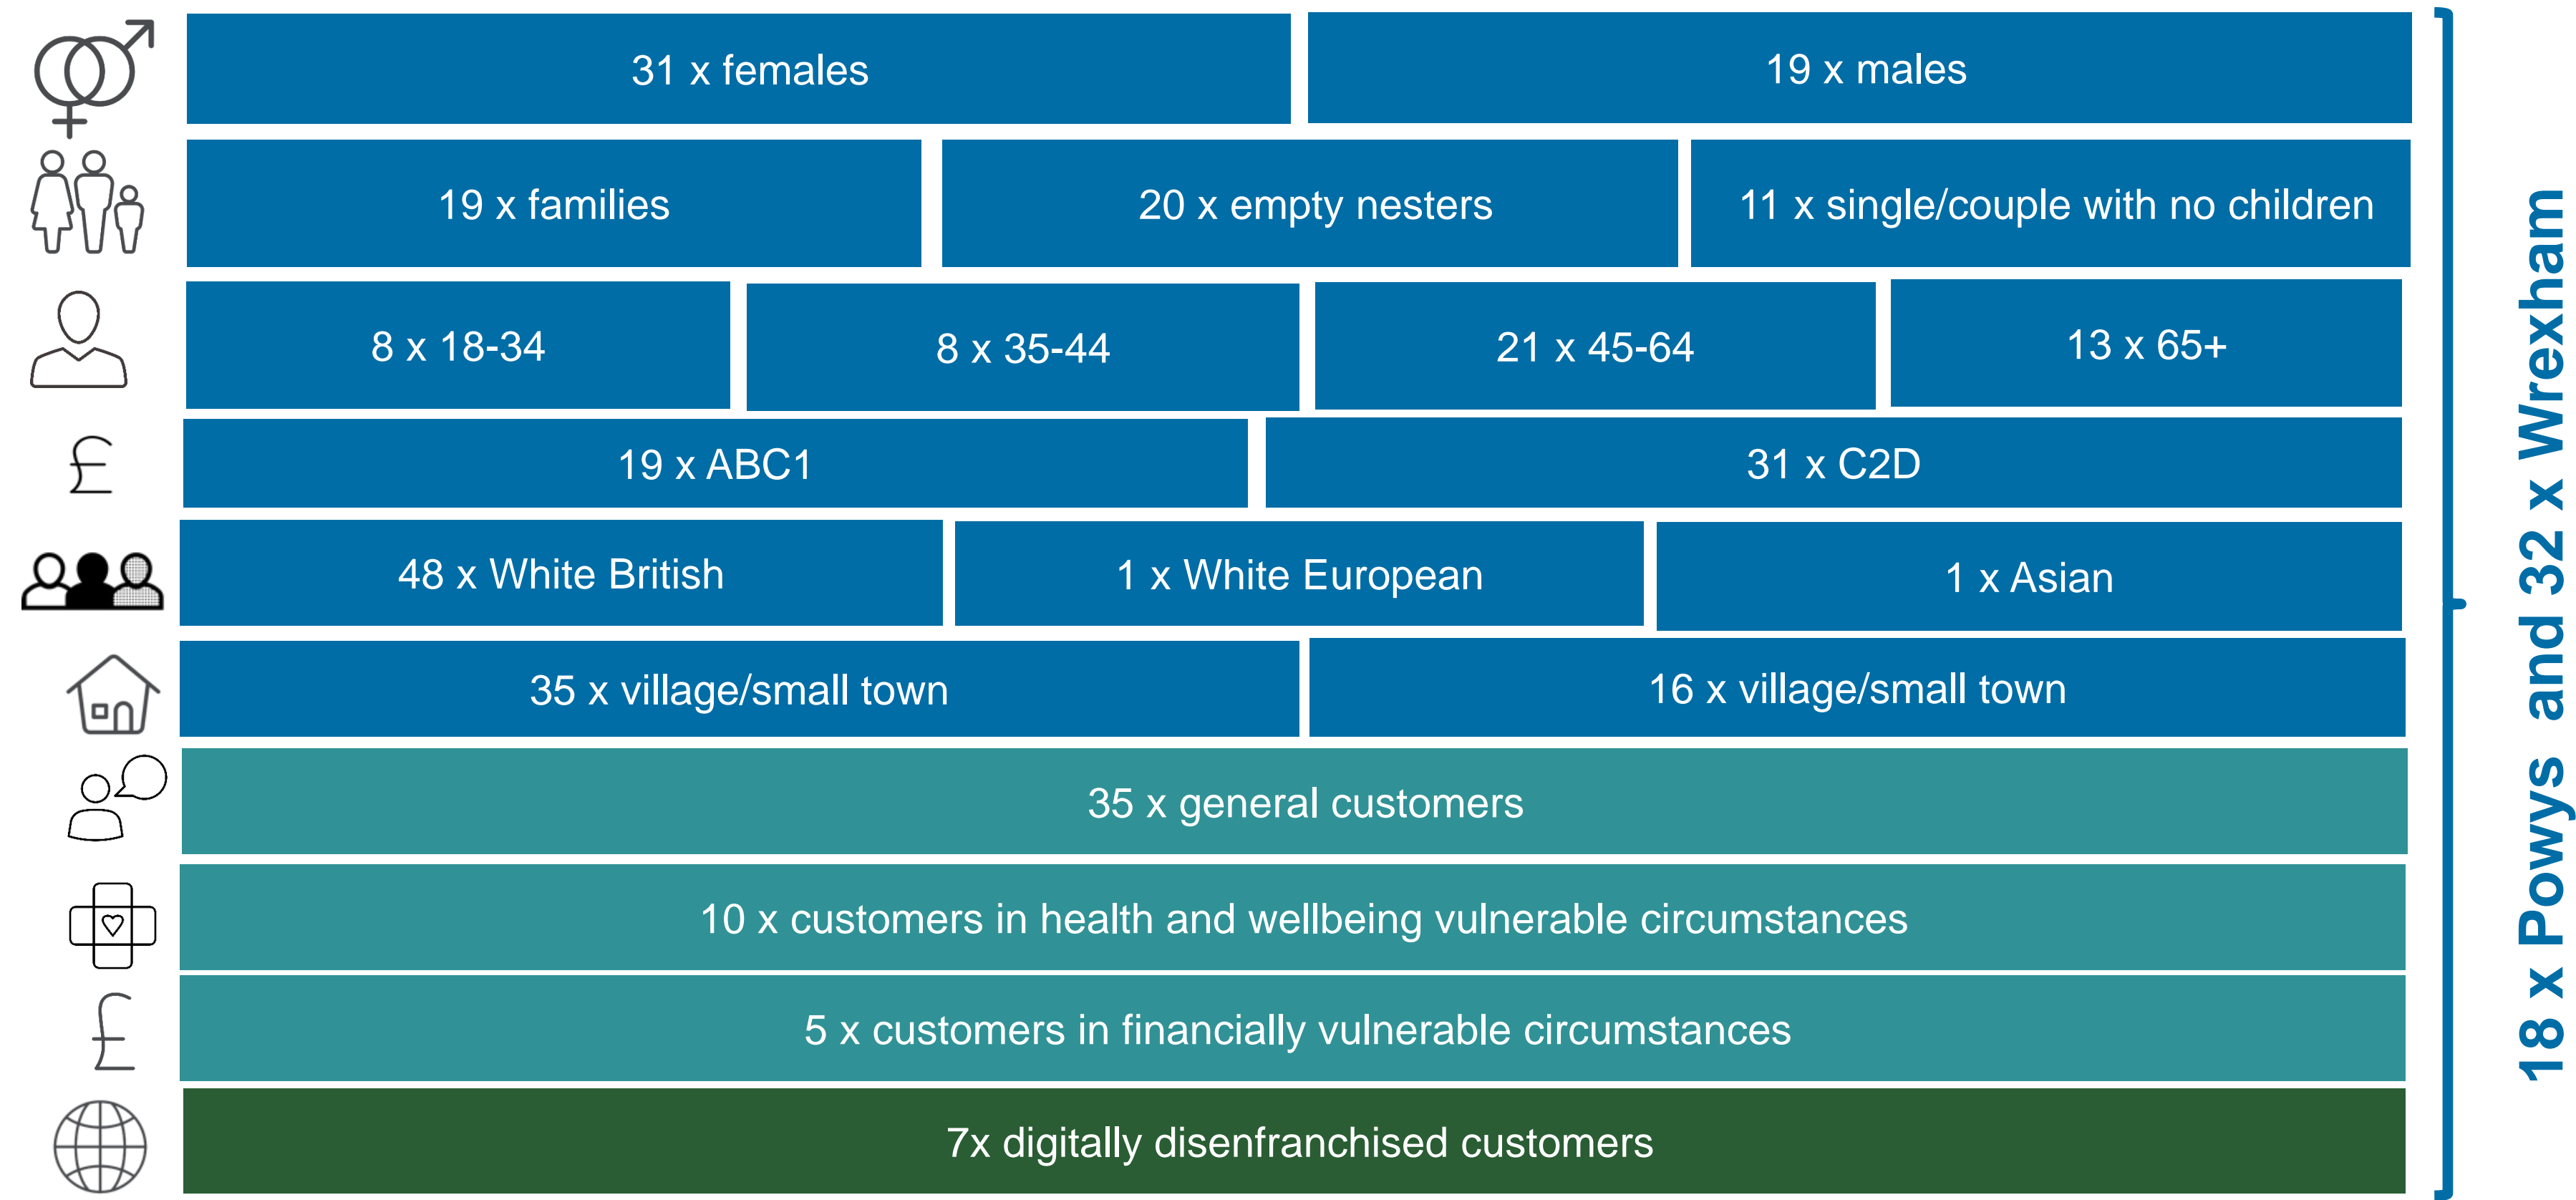 31 x females
19 x males
19 x families
20 x empty nesters
11 x single/couple with no children
8 x 18-34
8 x 35-44
21 x 45-64
13 x 65+
£
19 x ABC1
31 x C2D
48 x White British
1 x White European
1 x Asian
35 x village/small town
16 x village/small town
35 x general customers
10 x customers in health and wellbeing vulnerable circumstances
£
5 x customers in financially vulnerable circumstances
7x digitally disenfranchised customers
18 x Powys and 32 x Wrexham